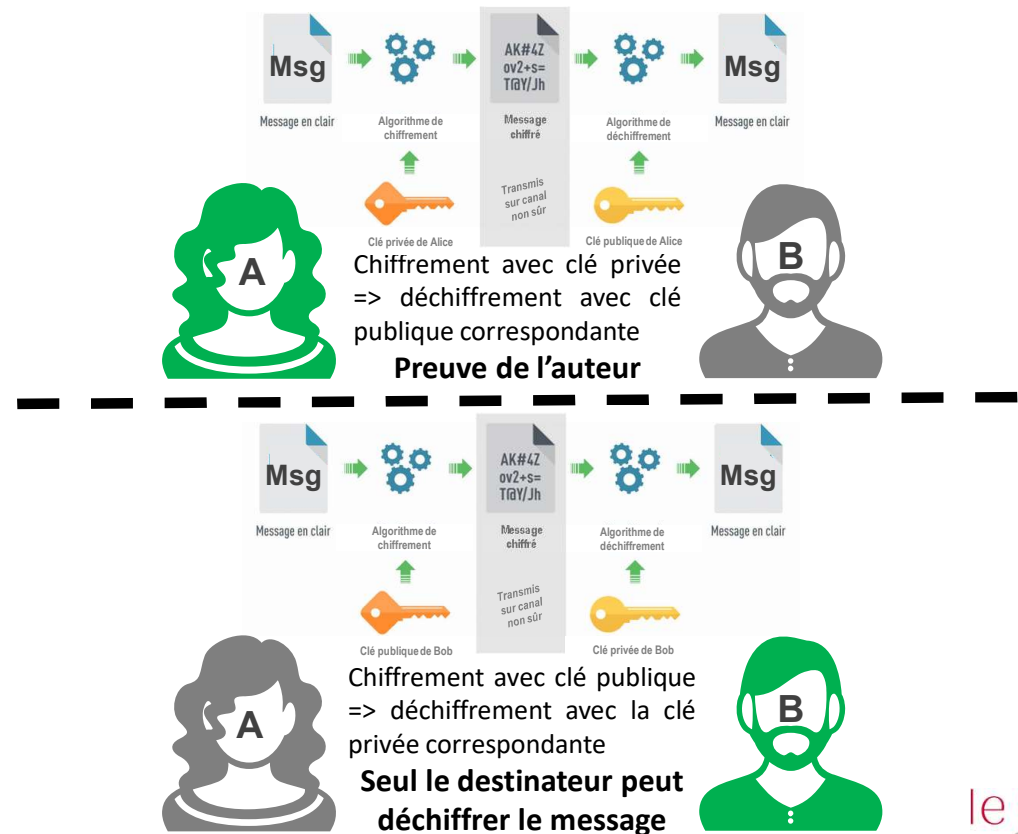 Msg
AK#4Z
ov2+s=
T@Y/Jh
Msg
Message en clair
Algorithme de
chiffrement
Message
chiffré
Algorithme de
déchiffrement
Message en clair
Transmis
sur canal
non sûr
Clé privée de Alice
Clé publique de Alice
A
B
Chiffrement avec clé privée
=> déchiffrement avec clé
publique correspondante
Preuve de l’auteur
Msg
AK#4Z
ov2+s=
T@Y/Jh
Msg
Message en clair
Algorithme de
chiffrement
Message
chiffré
Algorithme de
déchiffrement
Message en clair
Transmis
sur canal
non sûr
Clé publique de Bob
Clé privée de Bob
A
B
Chiffrement avec clé publique
=> déchiffrement avec la clé
privée correspondante
Seul le destinateur peut
déchiffrer le message
le